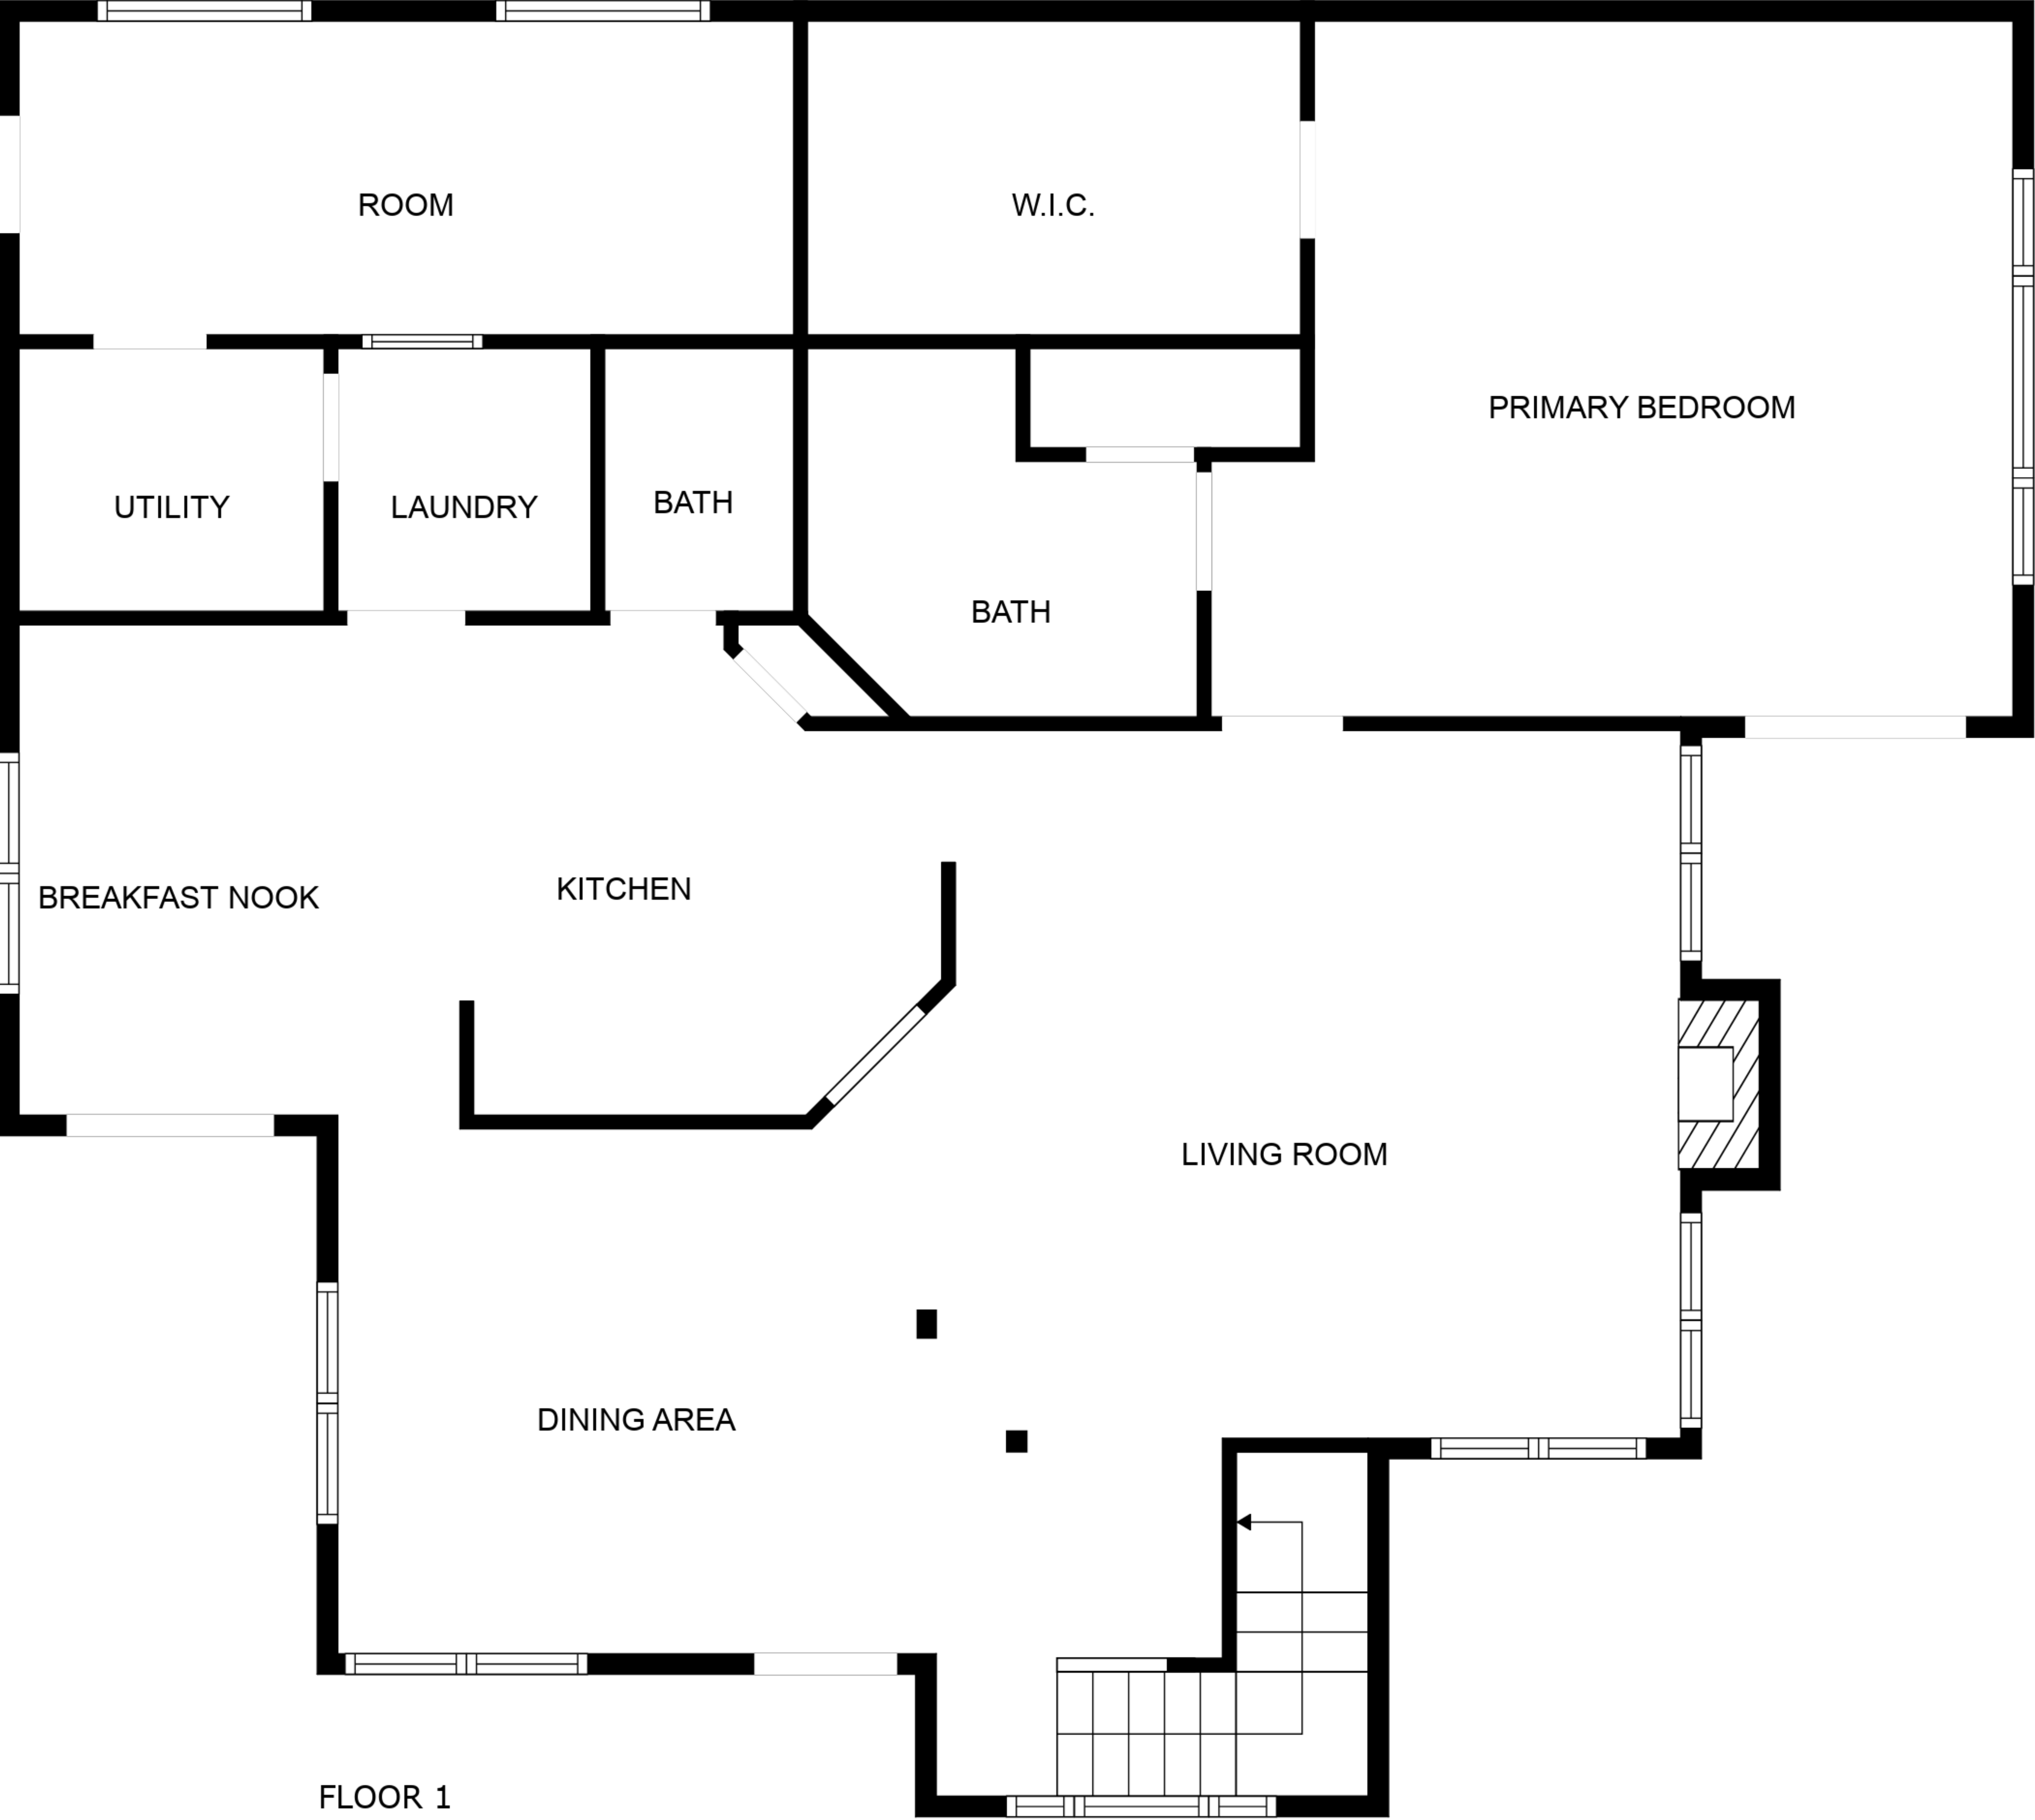 ROOM
W.I.C.
PRIMARY BEDROOM
UTILITY
LAUNDRY
BATH
BATH
BREAKFAST NOOK
KITCHEN
LIVING ROOM
DINING AREA
FLOOR 1